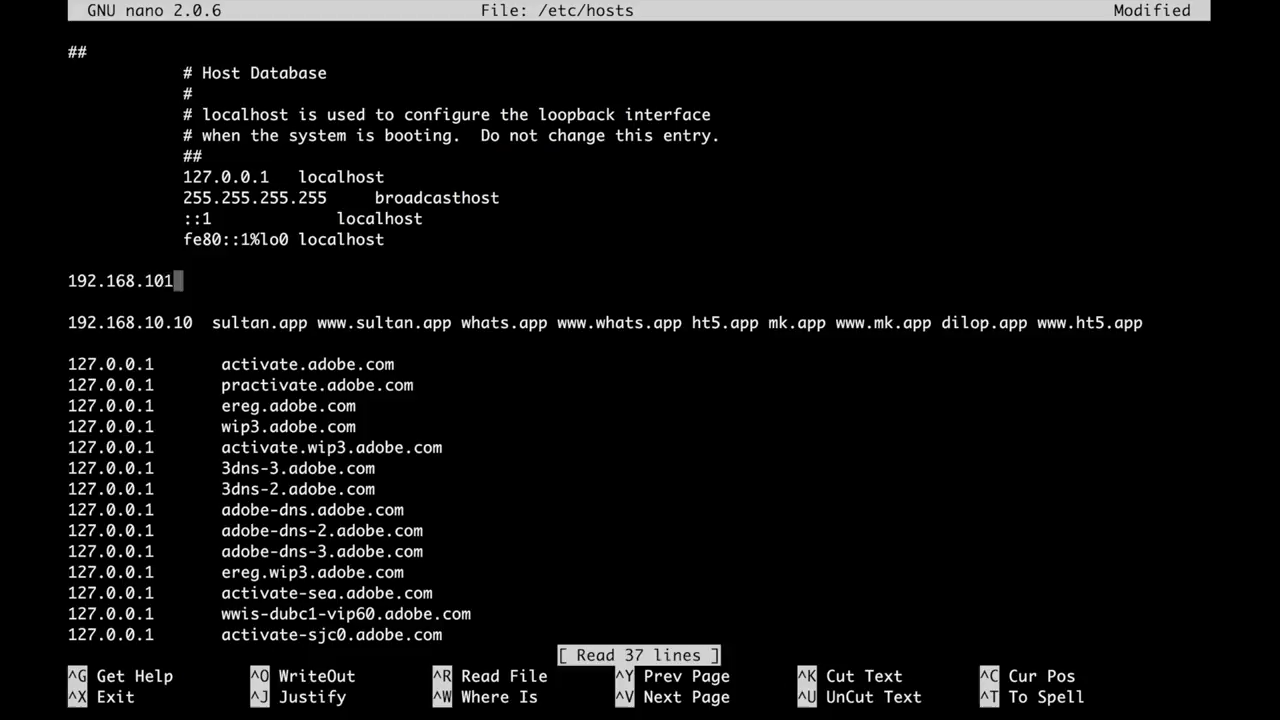 GNU nano 2.0.6 File: /etc/hosts Modified
##
# Host Database
#
# localhost is used to configure the loopback interface
# when the system is booting.  Do not change this entry.
##
127.0.0.1 localhost
255.255.255.255 broadcasthost
::1 localhost
fe80::1%lo0 localhost
192.168.101
192.168.10.10 sultan.app www.sultan.app whats.app www.whats.app ht5.app mk.app www.mk.app dilop.app www.ht5.app
127.0.0.1 activate.adobe.com
127.0.0.1 practivate.adobe.com
127.0.0.1 ereg.adobe.com
127.0.0.1 wip3.adobe.com
127.0.0.1 activate.wip3.adobe.com
127.0.0.1 3dns-3.adobe.com
127.0.0.1 3dns-2.adobe.com
127.0.0.1 adobe-dns.adobe.com
127.0.0.1 adobe-dns-2.adobe.com
127.0.0.1 adobe-dns-3.adobe.com
127.0.0.1 ereg.wip3.adobe.com
127.0.0.1 activate-sea.adobe.com
127.0.0.1 wwis-dubc1-vip60.adobe.com
127.0.0.1 activate-sjc0.adobe.com
[ Read 37 lines ]
^G Get Help ^O WriteOut ^R Read File ^Y Prev Page ^K Cut Text ^C Cur Pos
^X Exit ^J Justify ^W Where Is ^V Next Page ^U UnCut Text ^T To Spell